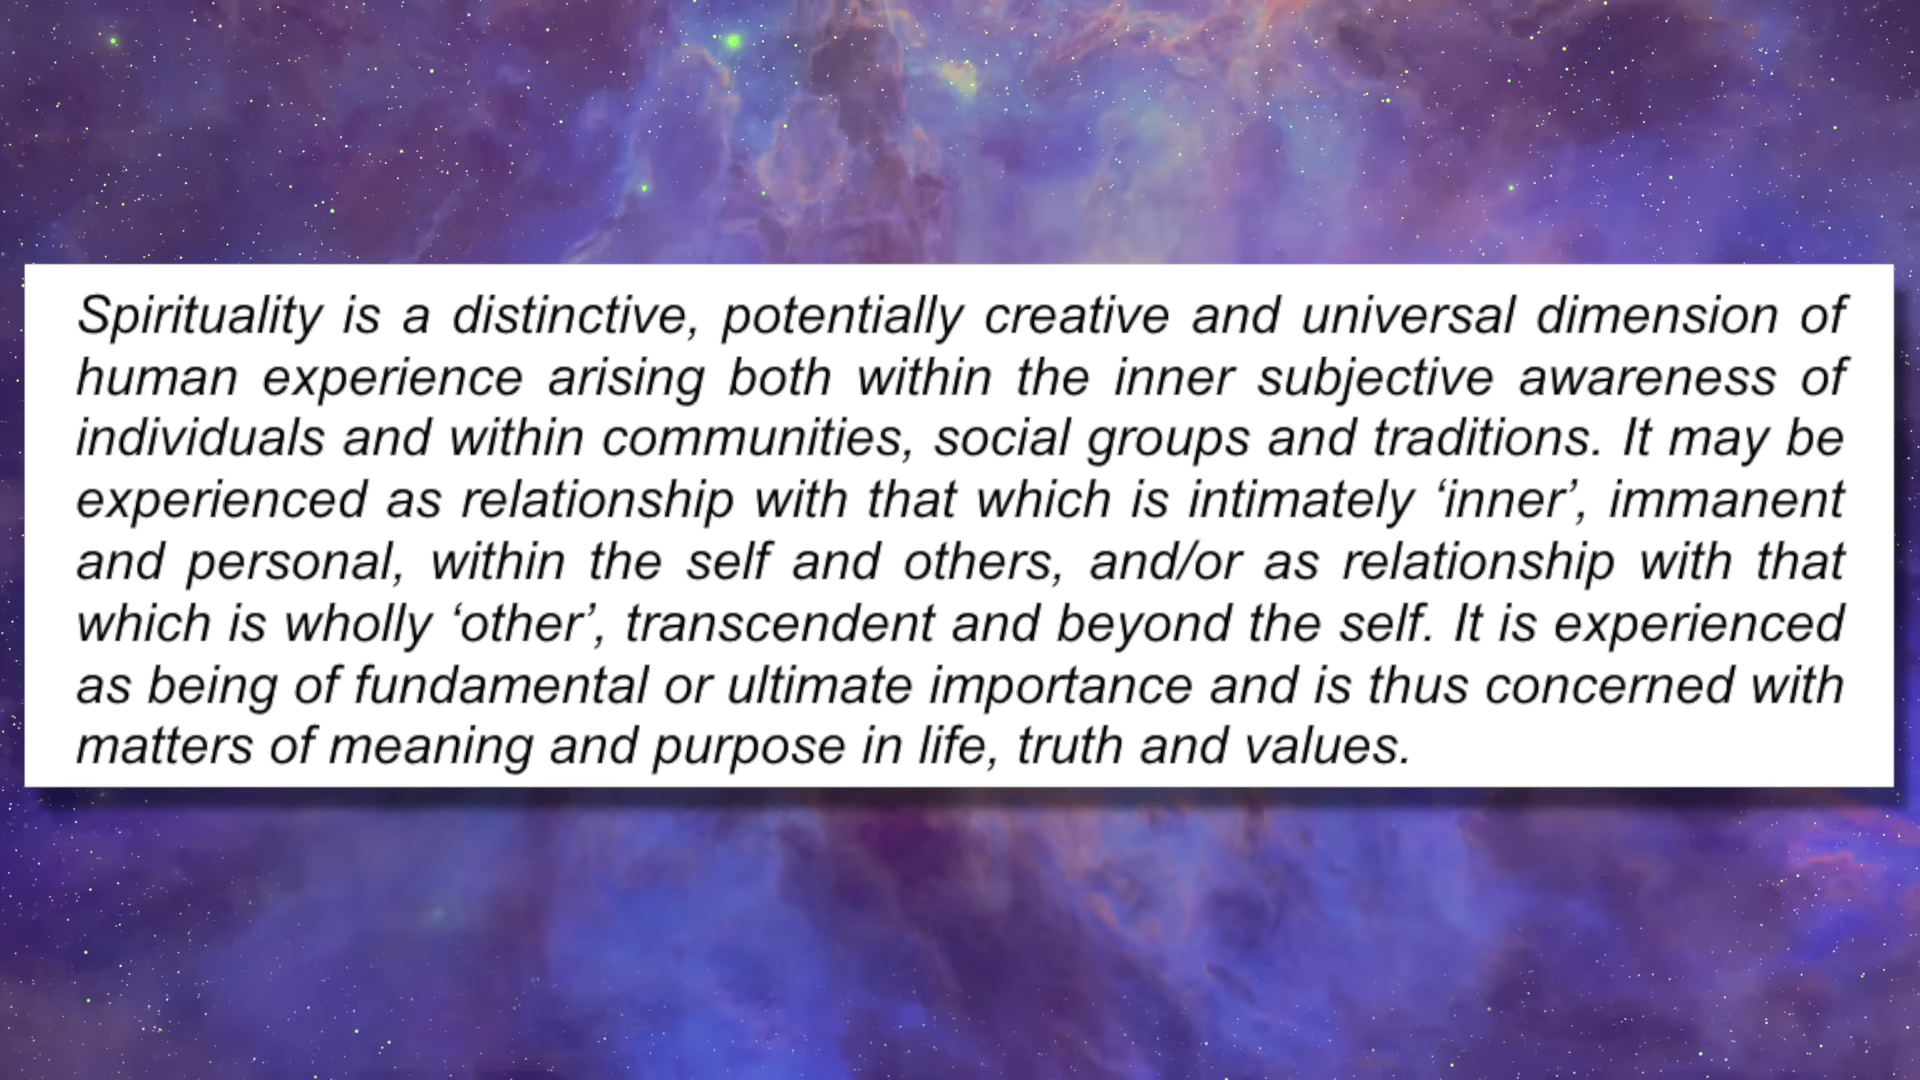 Spirituality is a distinctive, potentially creative and universal dimension of
human experience arising both within the inner subjective awareness of
individuals and within communities, social groups and traditions. It may be
experienced as relationship with that which is intimately ‘inner’, immanent
and personal, within the self and others, and/or as relationship with that
which is wholly ‘other’, transcendent and beyond the self. It is experienced
as being of fundamental or ultimate importance and is thus concerned with
matters of meaning and purpose in life, truth and values.